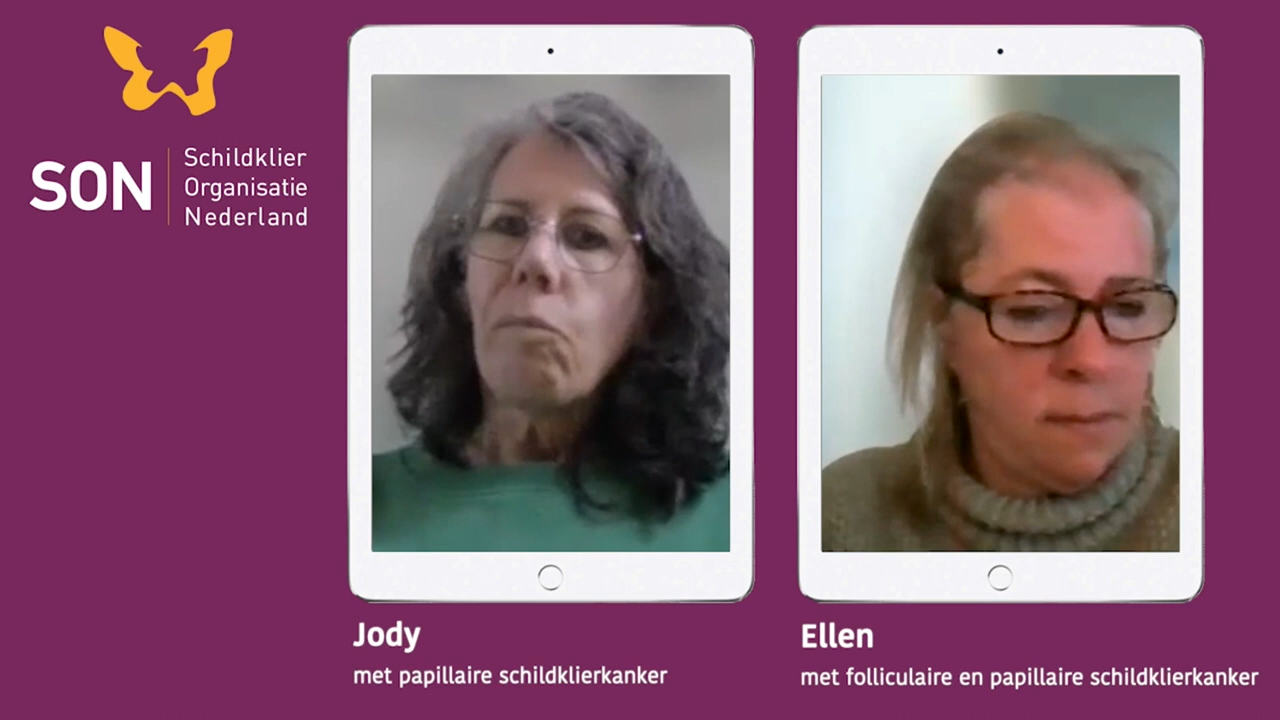 SON
Schildklier
Organisatie
Nederland
Jody
met papillaire schildklierkanker
Ellen
met folliculaire en papillaire schildklierkanker